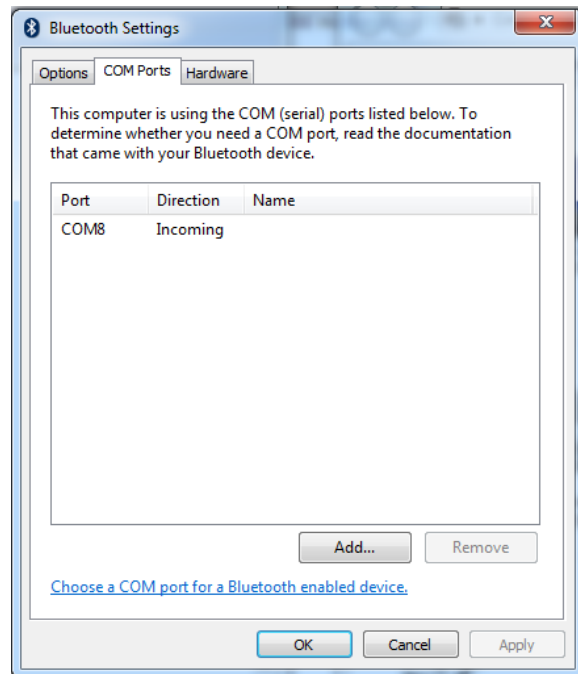 Bluetooth Settings
Options COM Ports Hardware
This computer is using the COM (serial) ports listed below. To
determine whether you need a COM port, read the documentation
that came with your Bluetooth device.
Port Direction Name
COM8 Incoming
Add... Remove
Choose a COM port for a Bluetooth enabled device.
OK Cancel Apply